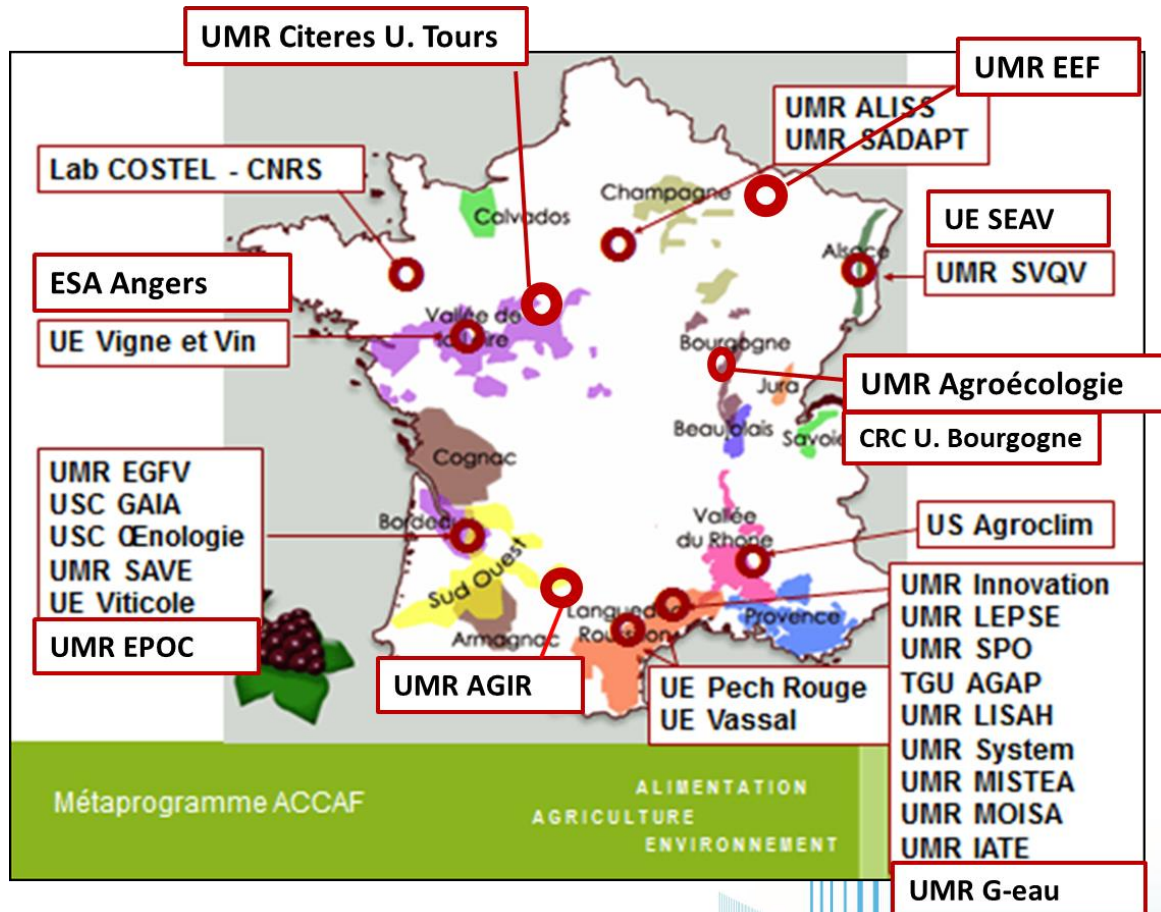 UMR Citeres U. Tours
UMR EEF
UMR ALISS
UMR SADAPT
Lab COSTEL - CNRS
Champagne
Calvados
UE SEAV
Alsace
UMR SVQV
ESA Angers
UE Vigne et Vin
Vallée de
la Loire
Bourgogne
Jura
UMR Agroécologie
Beaujolais
Savoie
CRC U. Bourgogne
Cognac
UMR EGFV
USC GAIA
USC Œnologie
UMR SAVE
UE Viticole
UMR EPOC
Bordeau
Vallée
du Rhone
US Agroclim
Sud Ouest
Armagnac
Languedoc
Roussillon
Provence
UMR AGIR
UE Pech Rouge
UE Vassal
UMR Innovation
UMR LEPSE
UMR SPO
TGU AGAP
UMR LISAH
UMR System
UMR MISTEA
UMR MOISA
UMR IATE
UMR G-eau
Métaprogramme ACCAF
ALIMENTATION
AGRICULTURE
ENVIRONNEMENT